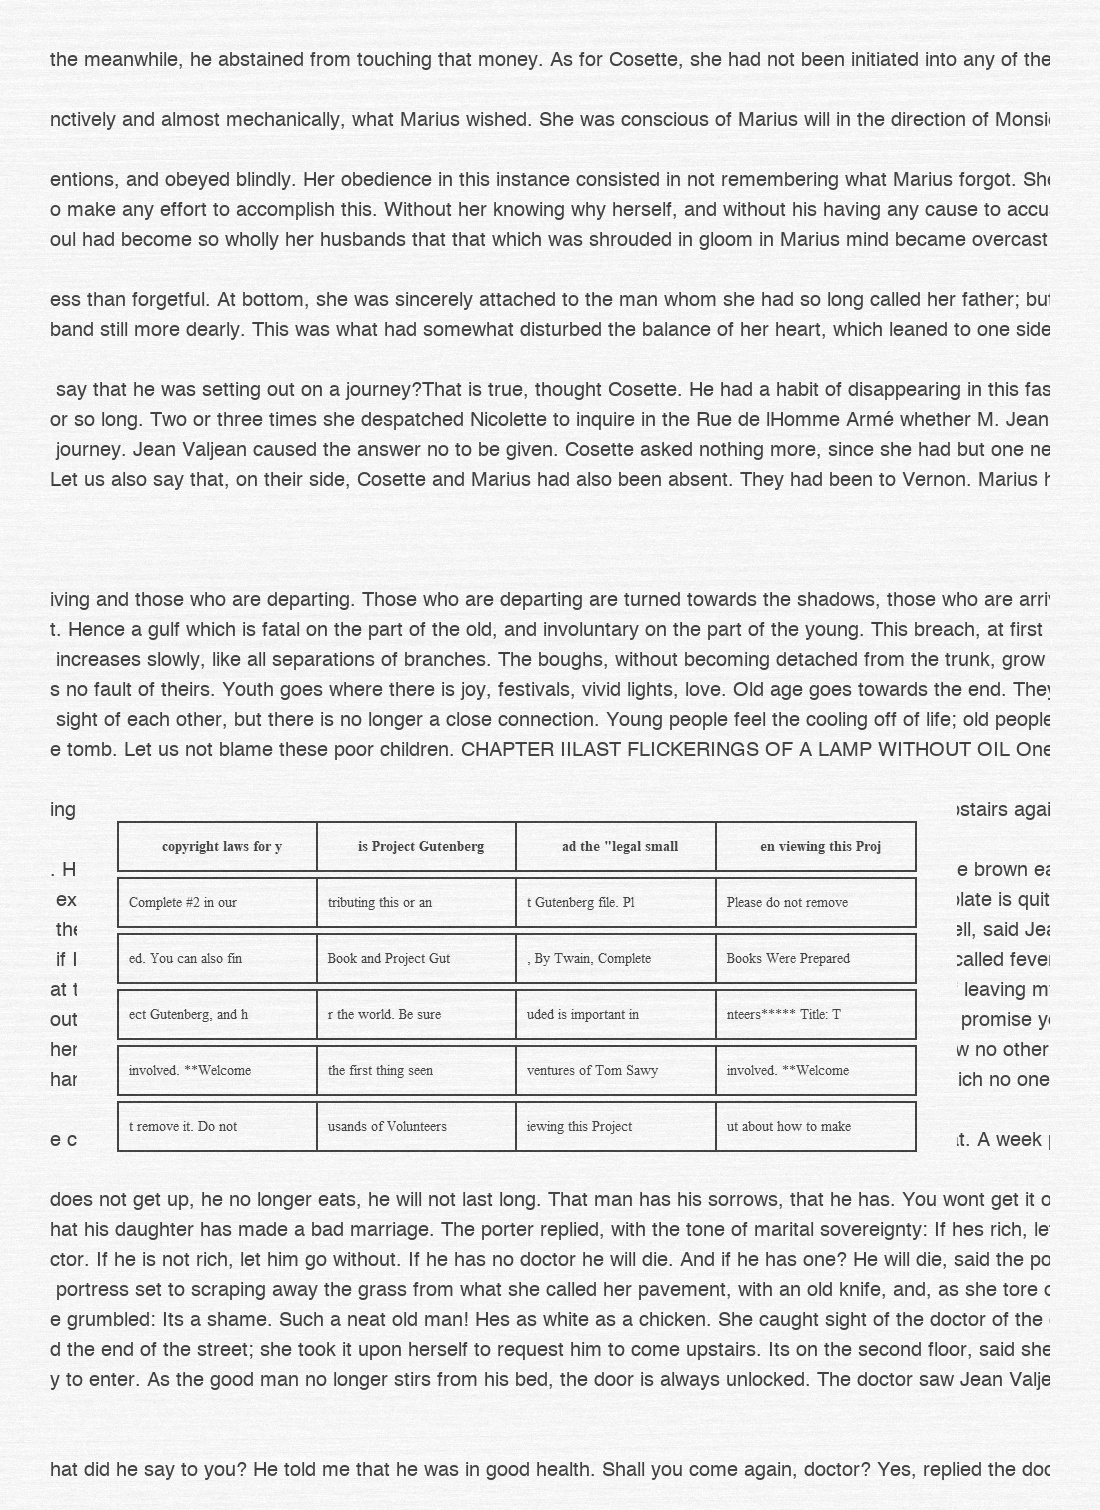 the meanwhile, he abstained from touching that money. As for Cosette, she had not been initiated into any of the
nctively and almost mechanically, what Marius wished. She was conscious of Marius will in the direction of Monsi
entions, and obeyed blindly. Her obedience in this instance consisted in not remembering what Marius forgot. She
o make any effort to accomplish this. Without her knowing why herself, and without his having any cause to accu
oul had become so wholly her husbands that that which was shrouded in gloom in Marius mind became overcast
ess than forgetful. At bottom, she was sincerely attached to the man whom she had so long called her father; but
band still more dearly. This was what had somewhat disturbed the balance of her heart, which leaned to one side
say that he was setting out on a journey?That is true, thought Cosette. He had a habit of disappearing in this fas
or so long. Two or three times she despatched Nicolette to inquire in the Rue de lHomme Armé whether M. Jean
journey. Jean Valjean caused the answer no to be given. Cosette asked nothing more, since she had but one ne
Let us also say that, on their side, Cosette and Marius had also been absent. They had been to Vernon. Marius h
iving and those who are departing. Those who are departing are turned towards the shadows, those who are arriv
t. Hence a gulf which is fatal on the part of the old, and involuntary on the part of the young. This breach, at first
increases slowly, like all separations of branches. The boughs, without becoming detached from the trunk, grow
s no fault of theirs. Youth goes where there is joy, festivals, vivid lights, love. Old age goes towards the end. They
sight of each other, but there is no longer a close connection. Young people feel the cooling off of life; old people
e tomb. Let us not blame these poor children. CHAPTER IILAST FLICKERINGS OF A LAMP WITHOUT OIL One
ing pstairs agai
copyright laws for y is Project Gutenberg ad the "legal small en viewing this Proj
. H e brown ea
ex plate is quit
Complete #2 in our tributing this or an t Gutenberg file. Pl Please do not remove
the ell, said Jea
if I called fever
ed. You can also fin Book and Project Gut , By Twain, Complete Books Were Prepared
at t leaving m
out promise y
ect Gutenberg, and h r the world. Be sure uded is important in nteers***** Title: T
her w no other
involved. **Welcome the first thing seen ventures of Tom Sawy involved. **Welcome
har ich no one
t remove it. Do not usands of Volunteers iewing this Project ut about how to make
e c t. A week
does not get up, he no longer eats, he will not last long. That man has his sorrows, that he has. You wont get it o
hat his daughter has made a bad marriage. The porter replied, with the tone of marital sovereignty: If hes rich, let
ctor. If he is not rich, let him go without. If he has no doctor he will die. And if he has one? He will die, said the po
portress set to scraping away the grass from what she called her pavement, with an old knife, and, as she tore o
e grumbled: Its a shame. Such a neat old man! Hes as white as a chicken. She caught sight of the doctor of the
d the end of the street; she took it upon herself to request him to come upstairs. Its on the second floor, said she
y to enter. As the good man no longer stirs from his bed, the door is always unlocked. The doctor saw Jean Valje
hat did he say to you? He told me that he was in good health. Shall you come again, doctor? Yes, replied the doc